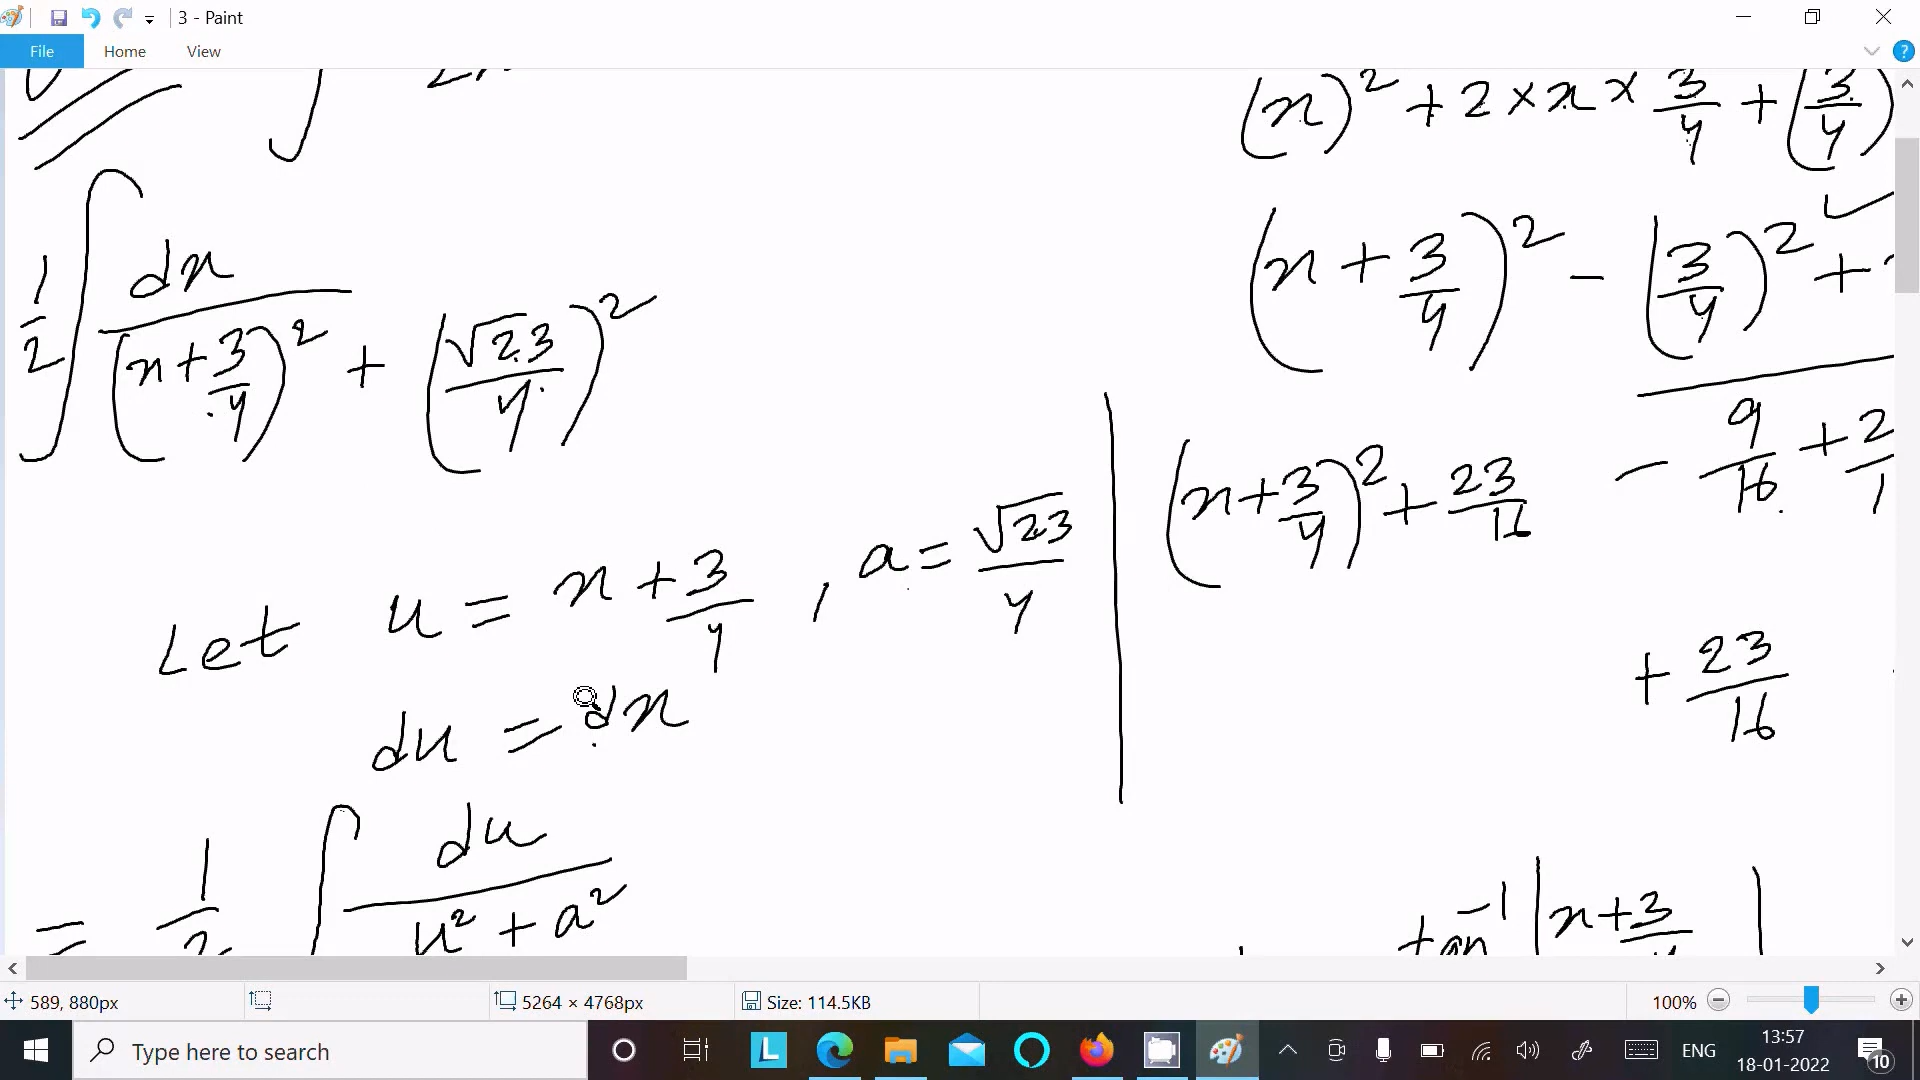 3 - Paint
File Home View
(x)² + 2 × x × 3/4 + (3/4)
(x + 3/4)² - (3/4)² +
1/2 ∫ dx / ((x + 3/4)² + (√23/4)²)
- 9/16 + 2/1
(x + 3/4)² + 23/16
Let u = x + 3/4 , a = √23/4
+ 23/16
du = dx
= 1/2 ∫ du / (u² + a²)
tan⁻¹ | x + 3/4 |
589, 880px 5264 × 4768px Size: 114.5KB 100%
Type here to search
L
ENG
13:57
18-01-2022
10